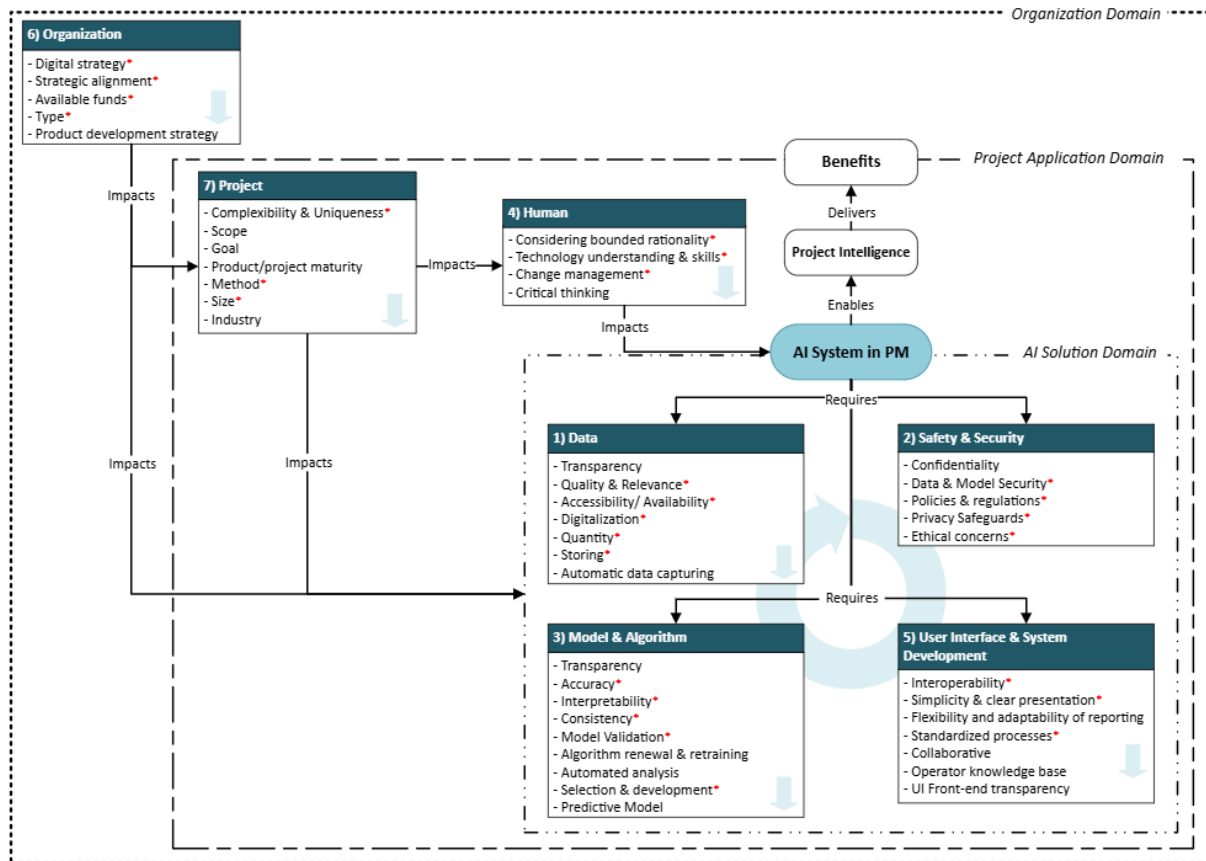 Organization Domain
6) Organization
- Digital strategy*
- Strategic alignment*
- Available funds*
- Type*
- Product development strategy
Impacts
Benefits
Project Application Domain
7) Project
- Complexibility & Uniqueness*
- Scope
- Goal
- Product/project maturity
- Method*
- Size*
- Industry
Impacts
4) Human
- Considering bounded rationality*
- Technology understanding & skills*
- Change management*
- Critical thinking
Delivers
Project Intelligence
Enables
Impacts
AI System in PM
AI Solution Domain
Requires
Impacts
Impacts
1) Data
- Transparency
- Quality & Relevance*
- Accessibility/ Availability*
- Digitalization*
- Quantity*
- Storing*
- Automatic data capturing
2) Safety & Security
- Confidentiality
- Data & Model Security*
- Policies & regulations*
- Privacy Safeguards*
- Ethical concerns*
Requires
3) Model & Algorithm
- Transparency
- Accuracy*
- Interpretability*
- Consistency*
- Model Validation*
- Algorithm renewal & retraining
- Automated analysis
- Selection & development*
- Predictive Model
5) User Interface & System
Development
- Interoperability*
- Simplicity & clear presentation*
- Flexibility and adaptability of reporting
- Standardized processes*
- Collaborative
- Operator knowledge base
- UI Front-end transparency